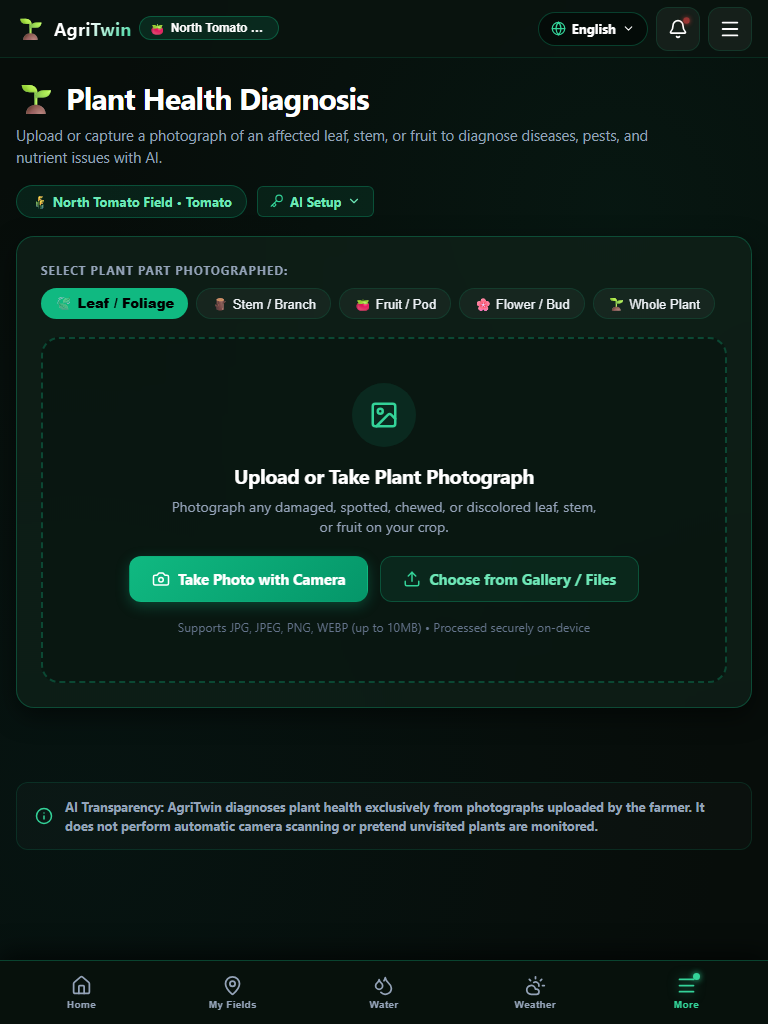 AgriTwin
North Tomato ...
English
Plant Health Diagnosis
Upload or capture a photograph of an affected leaf, stem, or fruit to diagnose diseases, pests, and
nutrient issues with AI.
North Tomato Field • Tomato
AI Setup
SELECT PLANT PART PHOTOGRAPHED:
Leaf / Foliage
Stem / Branch
Fruit / Pod
Flower / Bud
Whole Plant
Upload or Take Plant Photograph
Photograph any damaged, spotted, chewed, or discolored leaf, stem,
or fruit on your crop.
Take Photo with Camera
Choose from Gallery / Files
Supports JPG, JPEG, PNG, WEBP (up to 10MB) • Processed securely on-device
AI Transparency: AgriTwin diagnoses plant health exclusively from photographs uploaded by the farmer. It
does not perform automatic camera scanning or pretend unvisited plants are monitored.
Home
My Fields
Water
Weather
More